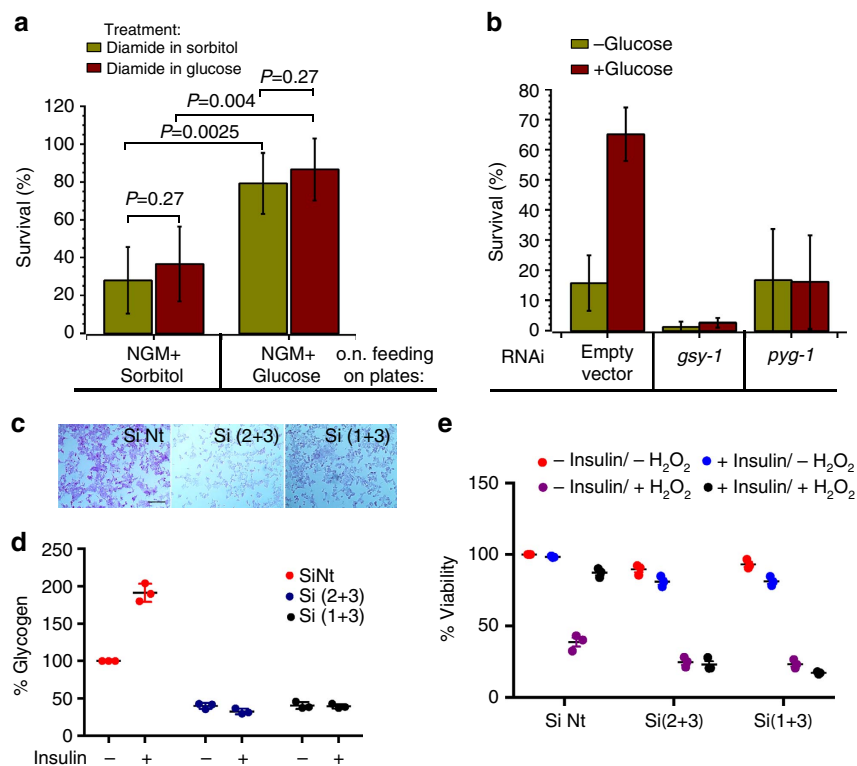 a
Treatment:
Diamide in sorbitol
Diamide in glucose
P=0.27
P=0.004
P=0.0025
P=0.27
Survival (%)
120
100
80
60
40
20
0
NGM+ Sorbitol
NGM+ Glucose
o.n. feeding on plates:
b
–Glucose
+Glucose
Survival (%)
80
70
60
50
40
30
20
10
0
RNAi
Empty vector
gsy-1
pyg-1
c
Si Nt
Si (2+3)
Si (1+3)
d
% Glycogen
250
200
150
100
50
0
SiNt
Si (2+3)
Si (1+3)
Insulin – + – + – +
e
– Insulin/ – H₂O₂
+ Insulin/ – H₂O₂
– Insulin/ + H₂O₂
+ Insulin/ + H₂O₂
% Viability
150
100
50
0
Si Nt
Si(2+3)
Si(1+3)